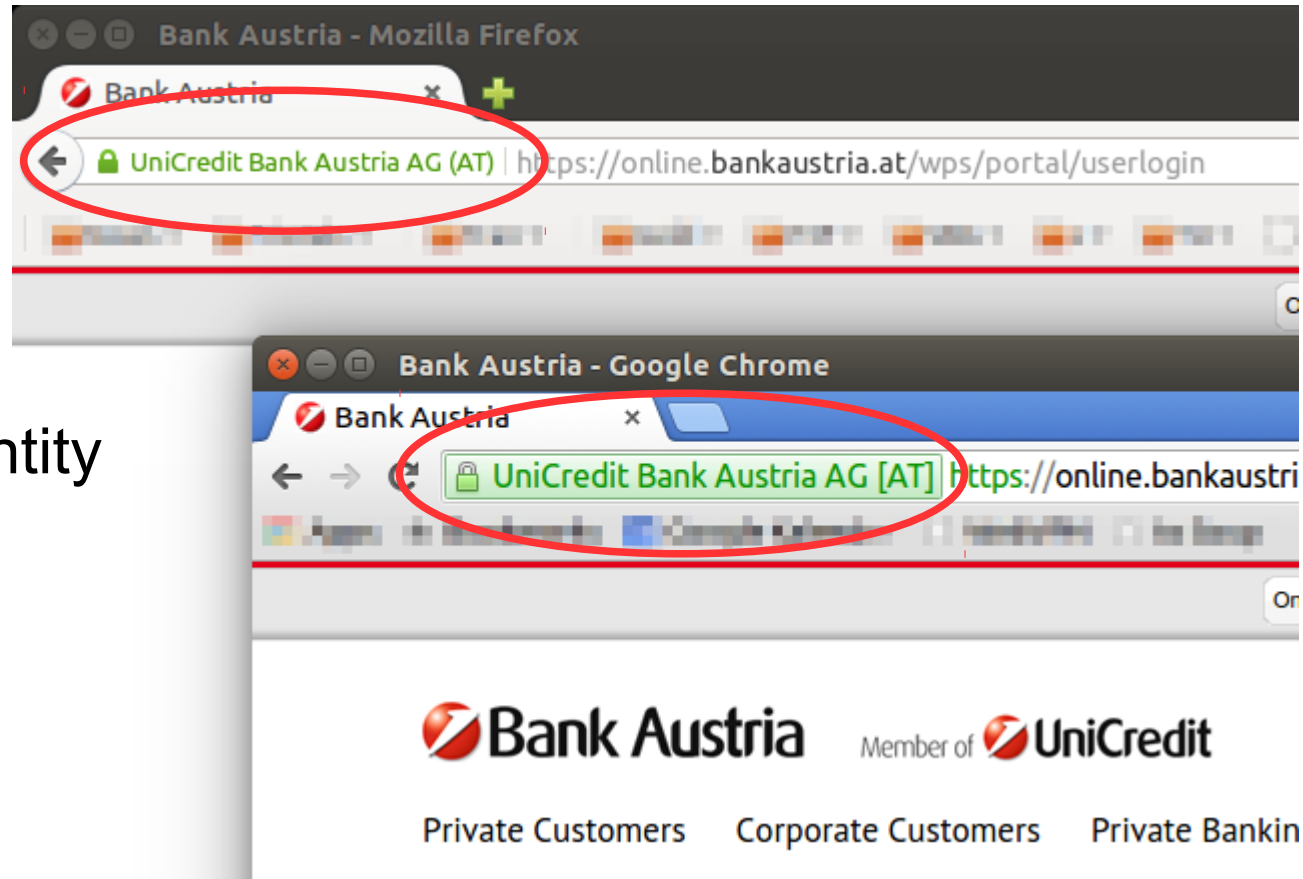 Bank Austria - Mozilla Firefox
Bank Austria
UniCredit Bank Austria AG (AT) https://online.bankaustria.at/wps/portal/userlogin
Bank Austria - Google Chrome
Bank Austria
ntity
UniCredit Bank Austria AG [AT] https://online.bankaustri
On
Bank Austria Member of UniCredit
Private Customers Corporate Customers Private Bankin